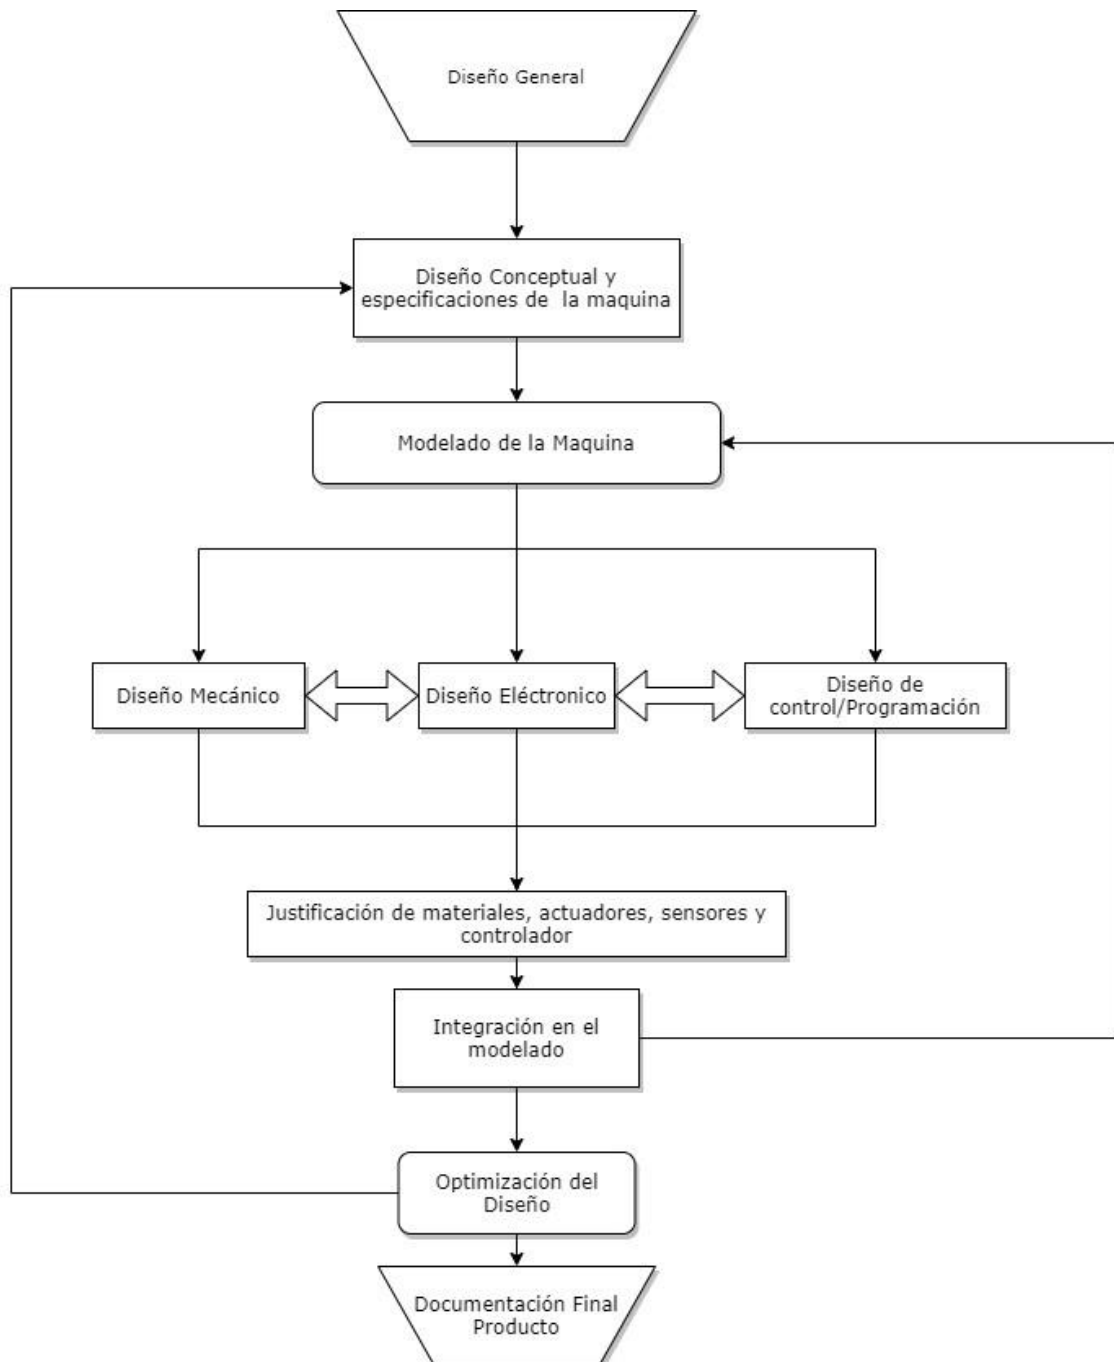 Diseño General
Diseño Conceptual y
especificaciones de la maquina
Modelado de la Maquina
Diseño Mecánico
Diseño Eléctronico
Diseño de
control/Programación
Justificación de materiales, actuadores, sensores y
controlador
Integración en el
modelado
Optimización del
Diseño
Documentación Final
Producto